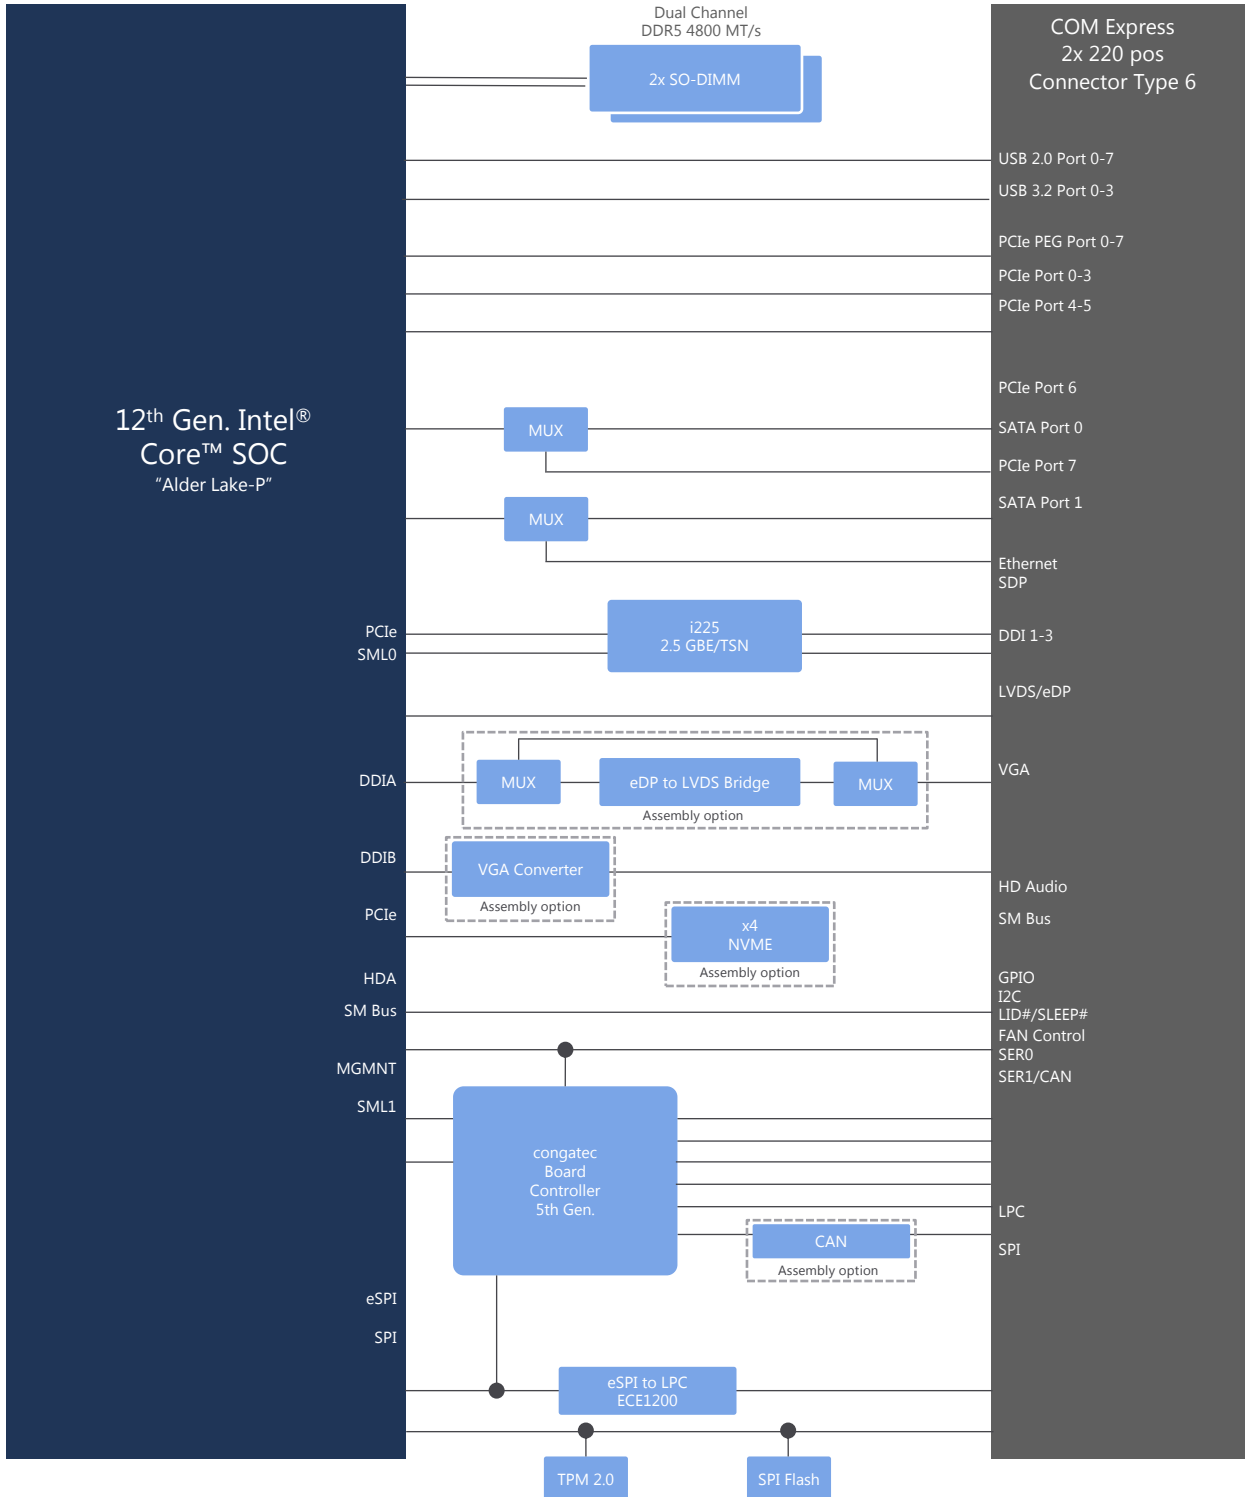 Dual Channel
DDR5 4800 MT/s
2x SO-DIMM
COM Express
2x 220 pos
Connector Type 6
USB 2.0 Port 0-7
USB 3.2 Port 0-3
PCIe PEG Port 0-7
PCIe Port 0-3
PCIe Port 4-5
12th Gen. Intel®
Core™ SOC
“Alder Lake-P”
PCIe Port 6
MUX
SATA Port 0
PCIe Port 7
MUX
SATA Port 1
Ethernet
SDP
PCIe
SML0
i225
2.5 GBE/TSN
DDI 1-3
LVDS/eDP
DDIA
MUX
eDP to LVDS Bridge
MUX
Assembly option
VGA
DDIB
VGA Converter
Assembly option
HD Audio
PCIe
x4
NVME
Assembly option
SM Bus
HDA
SM Bus
GPIO
I2C
LID#/SLEEP#
FAN Control
SER0
SER1/CAN
MGMNT
SML1
congatec
Board
Controller
5th Gen.
CAN
Assembly option
LPC
SPI
eSPI
SPI
eSPI to LPC
ECE1200
TPM 2.0
SPI Flash